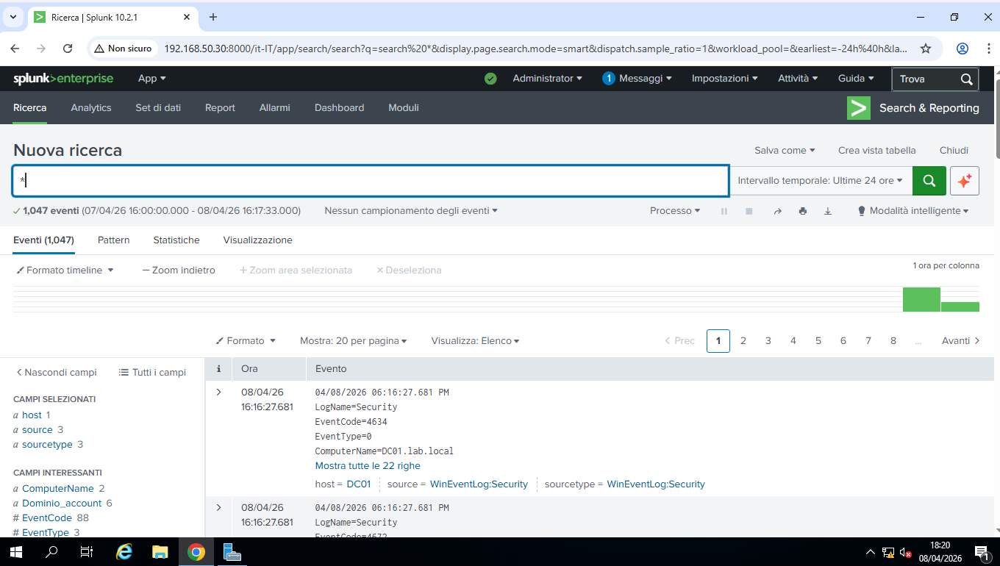 Ricerca | Splunk 10.2.1
Non sicuro 192.168.50.30:8000/it-IT/app/search/search?q=search%20*&display.page.search.mode=smart&dispatch.sample_ratio=1&workload_pool=&earliest=-24h%40h&la...
splunk>enterprise App Administrator 1 Messaggi Impostazioni Attività Guida Trova
Ricerca Analytics Set di dati Report Allarmi Dashboard Moduli Search & Reporting
Nuova ricerca Salva come Crea vista tabella Chiudi
* Intervallo temporale: Ultime 24 ore
1,047 eventi (07/04/26 16:00:00.000 - 08/04/26 16:17:33.000) Nessun campionamento degli eventi Processo Modalità intelligente
Eventi (1,047) Pattern Statistiche Visualizzazione
Formato timeline — Zoom indietro + Zoom area selezionata × Deseleziona 1 ora per colonna
Formato Mostra: 20 per pagina Visualizza: Elenco < Prec 1 2 3 4 5 6 7 8 ... Avanti >
< Nascondi campi Tutti i campi
CAMPI SELEZIONATI
a host 1
a source 3
a sourcetype 3
CAMPI INTERESSANTI
a ComputerName 2
a Dominio_account 6
# EventCode 88
# EventType 3
i Ora Evento
08/04/26 16:16:27.681
04/08/2026 06:16:27.681 PM
LogName=Security
EventCode=4634
EventType=0
ComputerName=DC01.lab.local
Mostra tutte le 22 righe
host = DC01 source = WinEventLog:Security sourcetype = WinEventLog:Security
08/04/26 16:16:27.681
04/08/2026 06:16:27.681 PM
LogName=Security
EventCode=4672
18:20
08/04/2026
1